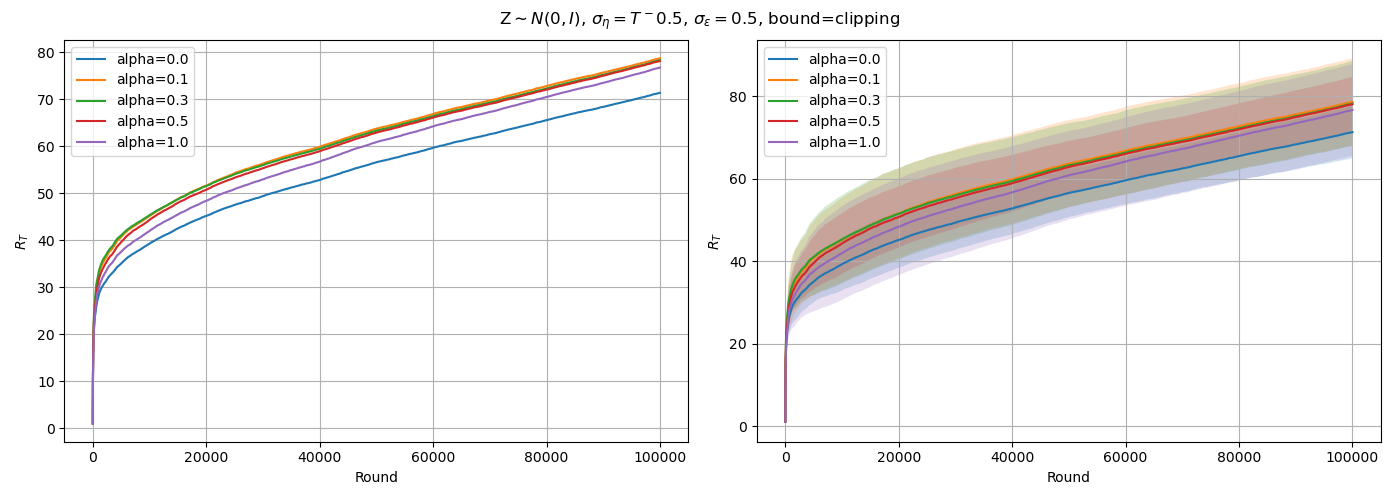 Z ∼ N(0, I), σ_η = T^−0.5, σ_ε = 0.5, bound=clipping
80
70
60
50
40
30
20
10
0
R_T
alpha=0.0
alpha=0.1
alpha=0.3
alpha=0.5
alpha=1.0
0 20000 40000 60000 80000 100000
Round
80
60
40
20
0
R_T
alpha=0.0
alpha=0.1
alpha=0.3
alpha=0.5
alpha=1.0
0 20000 40000 60000 80000 100000
Round